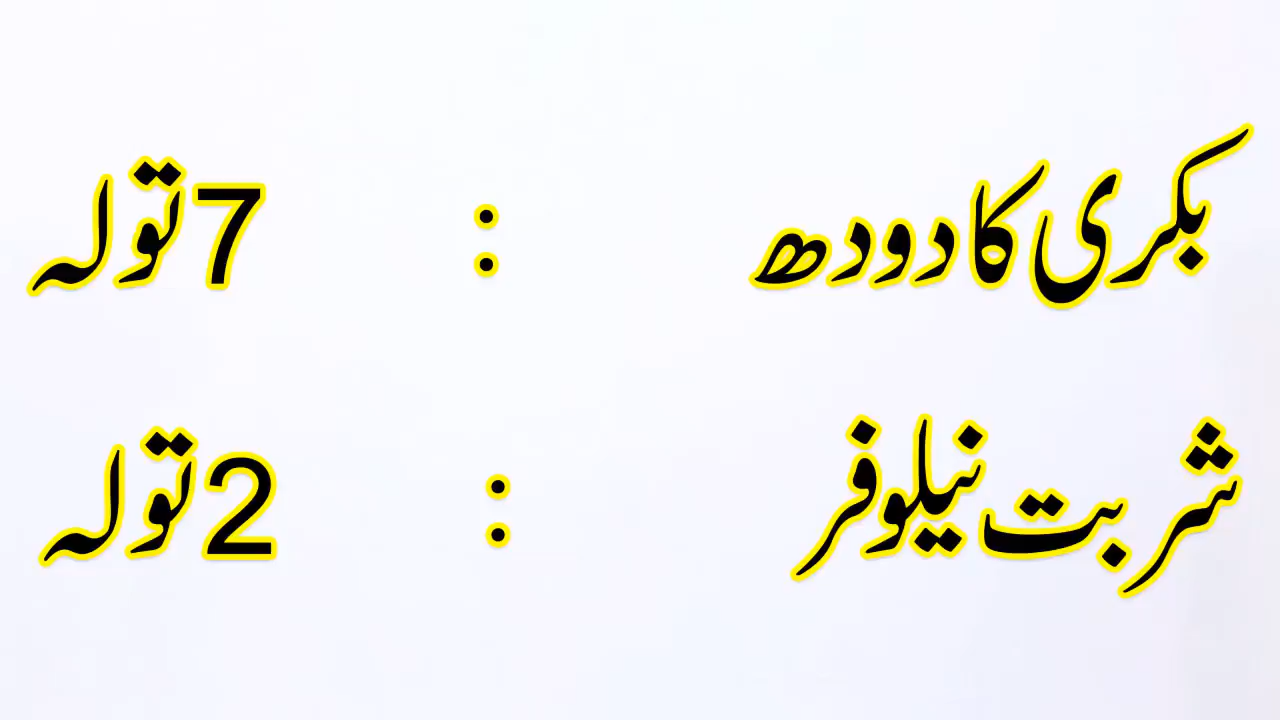 بکری کا دودھ : 7 تولہ
شربت نیلوفر : 2 تولہ